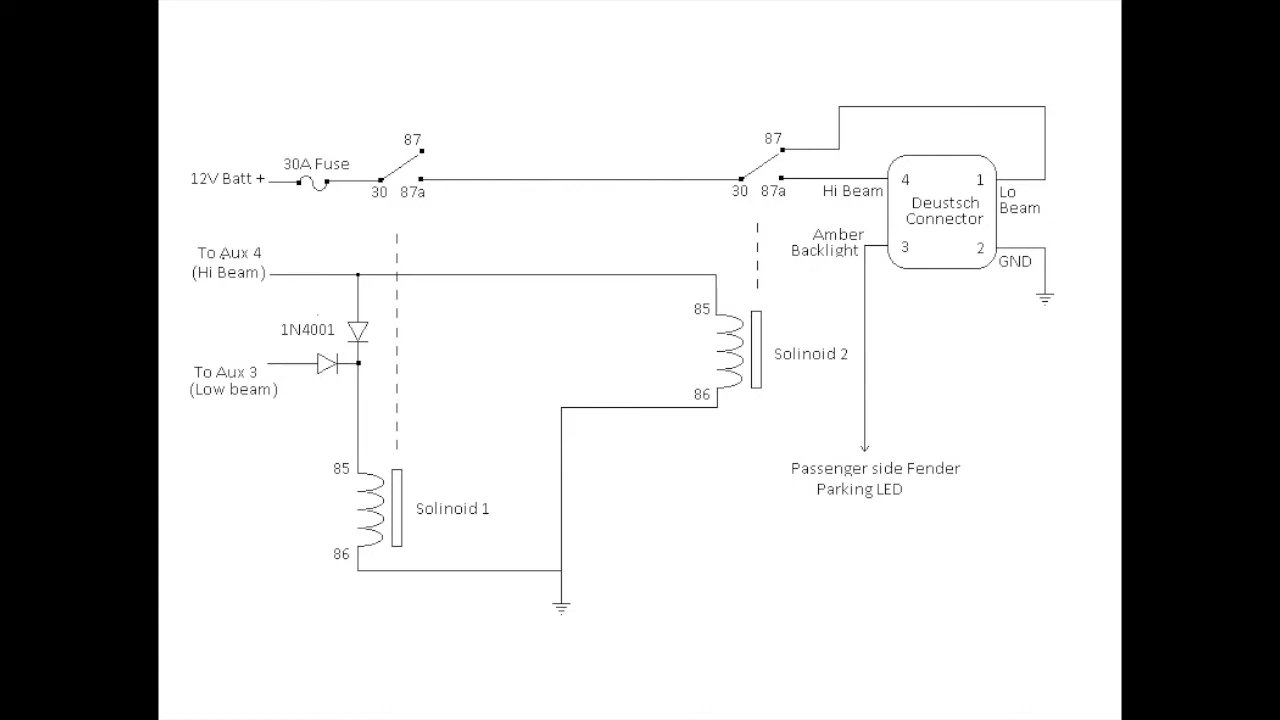 87
87
30A Fuse
12V Batt +
30
87a
30
87a
Hi Beam
4
1
Lo
Beam
Deustsch
Connector
Amber
Backlight
3
2
GND
To Aux 4
(Hi Beam)
85
1N4001
Solinoid 2
To Aux 3
(Low beam)
86
85
Passenger side Fender
Parking LED
Solinoid 1
86